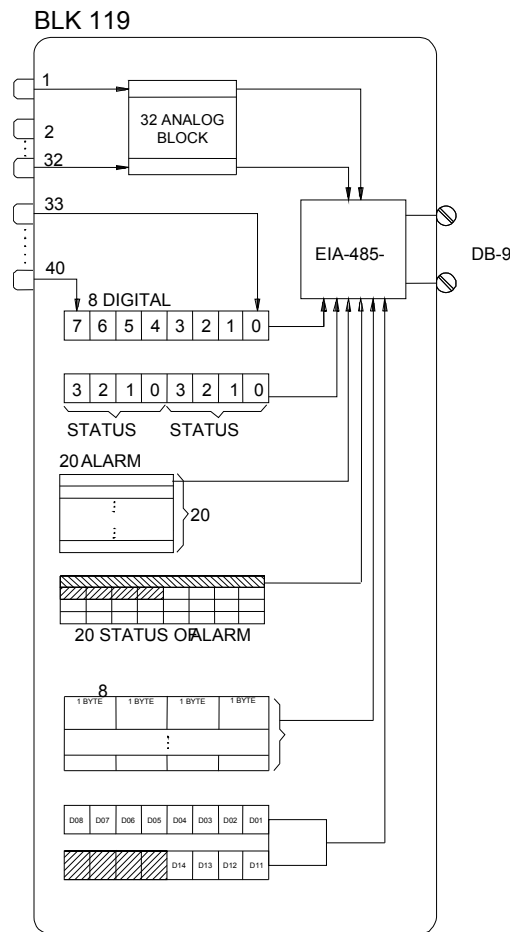 BLK 119
1
32 ANALOG
BLOCK
2
32
33
EIA-485-
DB-9
40
8 DIGITAL
7 6 5 4 3 2 1 0
3 2 1 0 3 2 1 0
STATUS STATUS
20 ALARM
20
20 STATUS OF ALARM
8
1 BYTE 1 BYTE 1 BYTE 1 BYTE
D08 D07 D06 D05 D04 D03 D02 D01
D14 D13 D12 D11